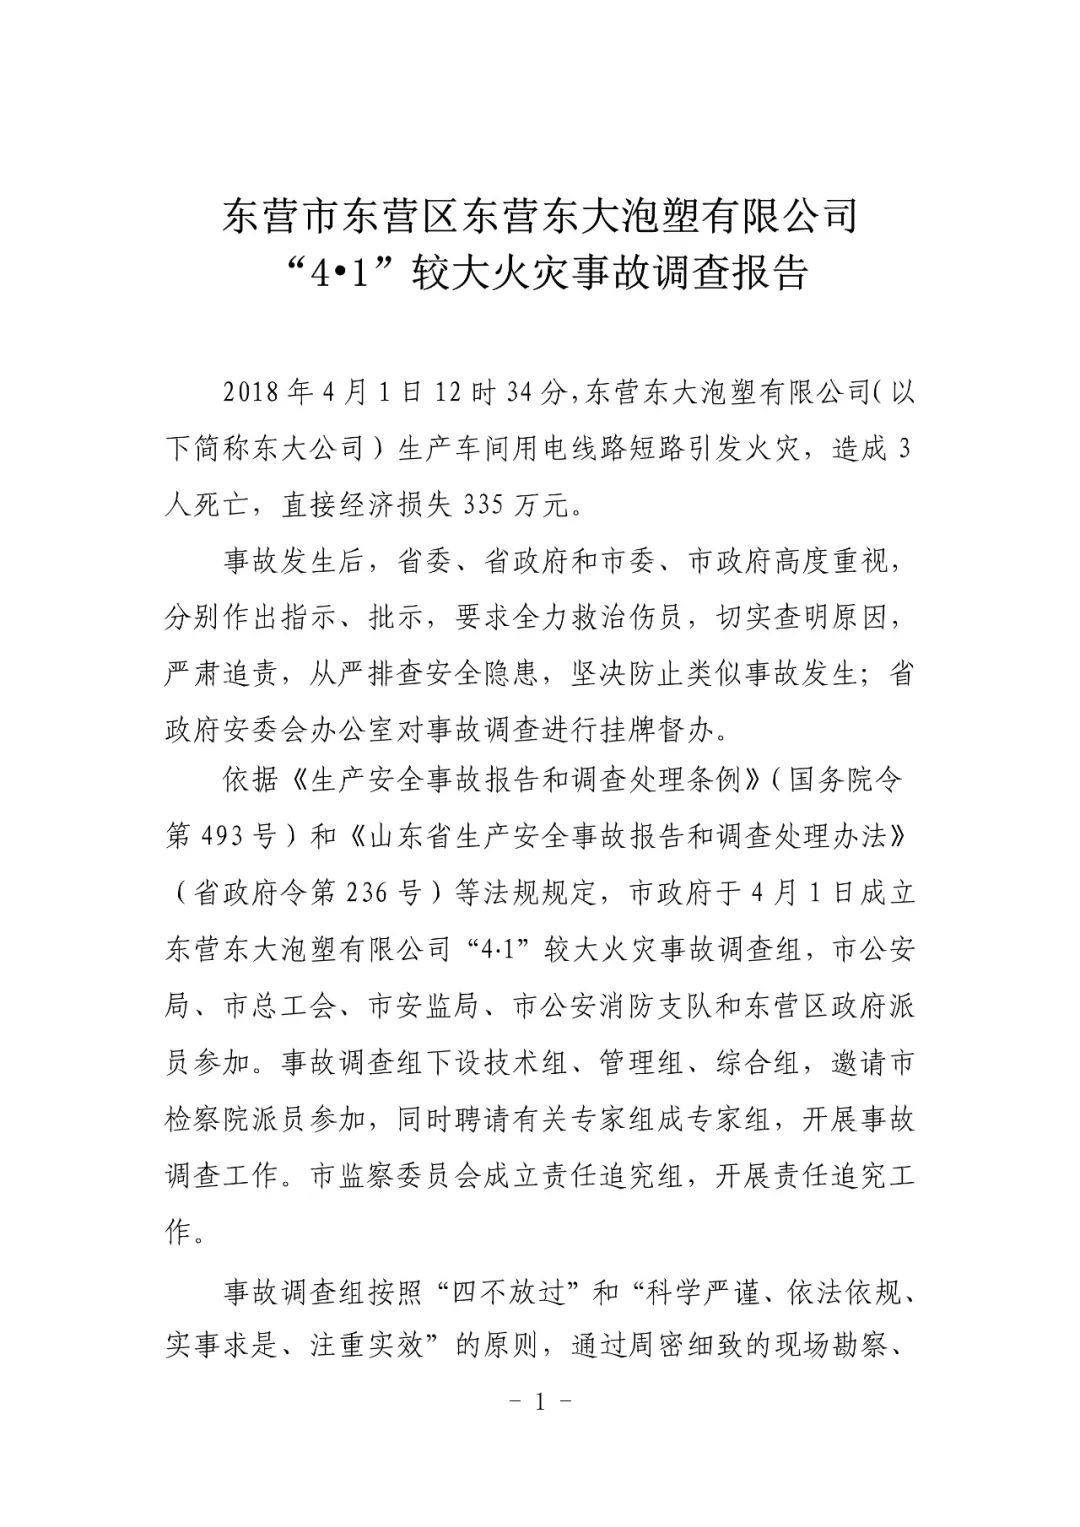 东营市东营区东营东大泡塑有限公司
“4•1”较大火灾事故调查报告
2018年4月1日12时34分,东营东大泡塑有限公司(以
下简称东大公司)生产车间用电线路短路引发火灾，造成3
人死亡，直接经济损失335万元。
事故发生后，省委、省政府和市委、市政府高度重视，
分别作出指示、批示，要求全力救治伤员，切实查明原因，
严肃追责，从严排查安全隐患，坚决防止类似事故发生；省
政府安委会办公室对事故调查进行挂牌督办。
依据《生产安全事故报告和调查处理条例》(国务院令
第493号)和《山东省生产安全事故报告和调查处理办法》
(省政府令第236号)等法规规定，市政府于4月1日成立
东营东大泡塑有限公司“4·1”较大火灾事故调查组，市公安
局、市总工会、市安监局、市公安消防支队和东营区政府派
员参加。事故调查组下设技术组、管理组、综合组，邀请市
检察院派员参加，同时聘请有关专家组成专家组，开展事故
调查工作。市监察委员会成立责任追究组，开展责任追究工
作。
事故调查组按照“四不放过”和“科学严谨、依法依规、
实事求是、注重实效”的原则，通过周密细致的现场勘察、
- 1 -